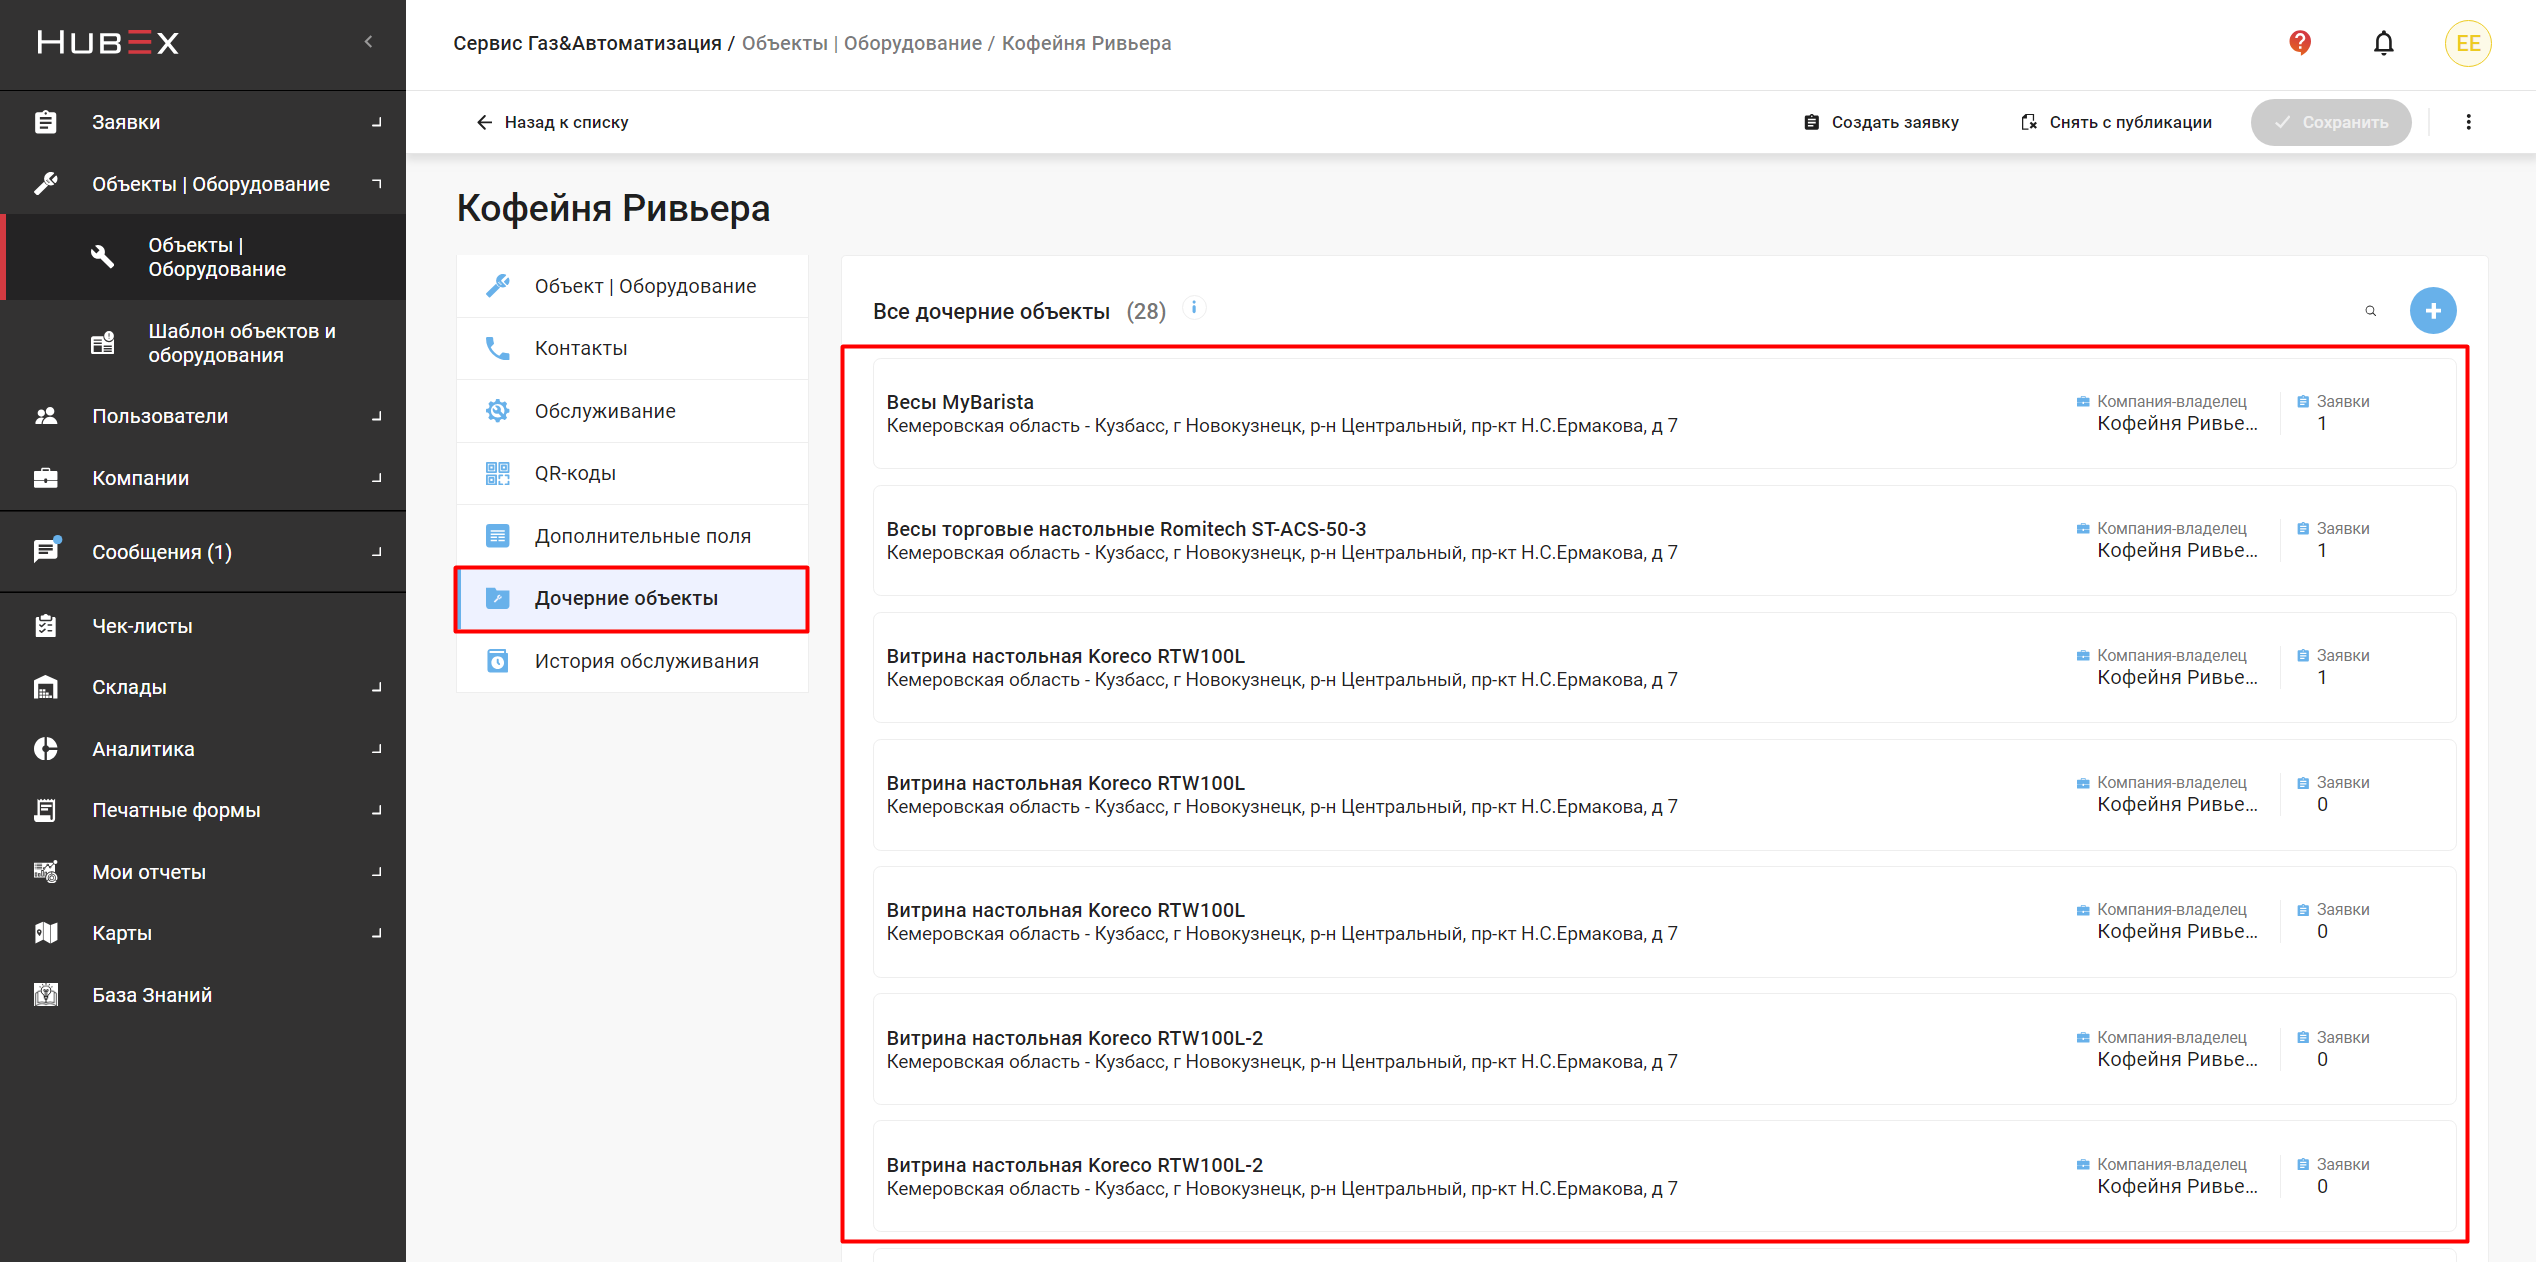 HUBEX
Сервис Газ&Автоматизация / Объекты | Оборудование / Кофейня Ривьера
EE
Заявки
Объекты | Оборудование
Объекты |
Оборудование
Шаблон объектов и
оборудования
Пользователи
Компании
Сообщения (1)
Чек-листы
Склады
Аналитика
Печатные формы
Мои отчеты
Карты
База Знаний
Назад к списку
Создать заявку
Снять с публикации
Сохранить
Кофейня Ривьера
Объект | Оборудование
Контакты
Обслуживание
QR-коды
Дополнительные поля
Дочерние объекты
История обслуживания
Все дочерние объекты (28)
Весы MyBarista
Кемеровская область - Кузбасс, г Новокузнецк, р-н Центральный, пр-кт Н.С.Ермакова, д 7
Компания-владелец
Кофейня Ривье...
Заявки
1
Весы торговые настольные Romitech ST-ACS-50-3
Кемеровская область - Кузбасс, г Новокузнецк, р-н Центральный, пр-кт Н.С.Ермакова, д 7
Компания-владелец
Кофейня Ривье...
Заявки
1
Витрина настольная Koreco RTW100L
Кемеровская область - Кузбасс, г Новокузнецк, р-н Центральный, пр-кт Н.С.Ермакова, д 7
Компания-владелец
Кофейня Ривье...
Заявки
1
Витрина настольная Koreco RTW100L
Кемеровская область - Кузбасс, г Новокузнецк, р-н Центральный, пр-кт Н.С.Ермакова, д 7
Компания-владелец
Кофейня Ривье...
Заявки
0
Витрина настольная Koreco RTW100L
Кемеровская область - Кузбасс, г Новокузнецк, р-н Центральный, пр-кт Н.С.Ермакова, д 7
Компания-владелец
Кофейня Ривье...
Заявки
0
Витрина настольная Koreco RTW100L-2
Кемеровская область - Кузбасс, г Новокузнецк, р-н Центральный, пр-кт Н.С.Ермакова, д 7
Компания-владелец
Кофейня Ривье...
Заявки
0
Витрина настольная Koreco RTW100L-2
Кемеровская область - Кузбасс, г Новокузнецк, р-н Центральный, пр-кт Н.С.Ермакова, д 7
Компания-владелец
Кофейня Ривье...
Заявки
0